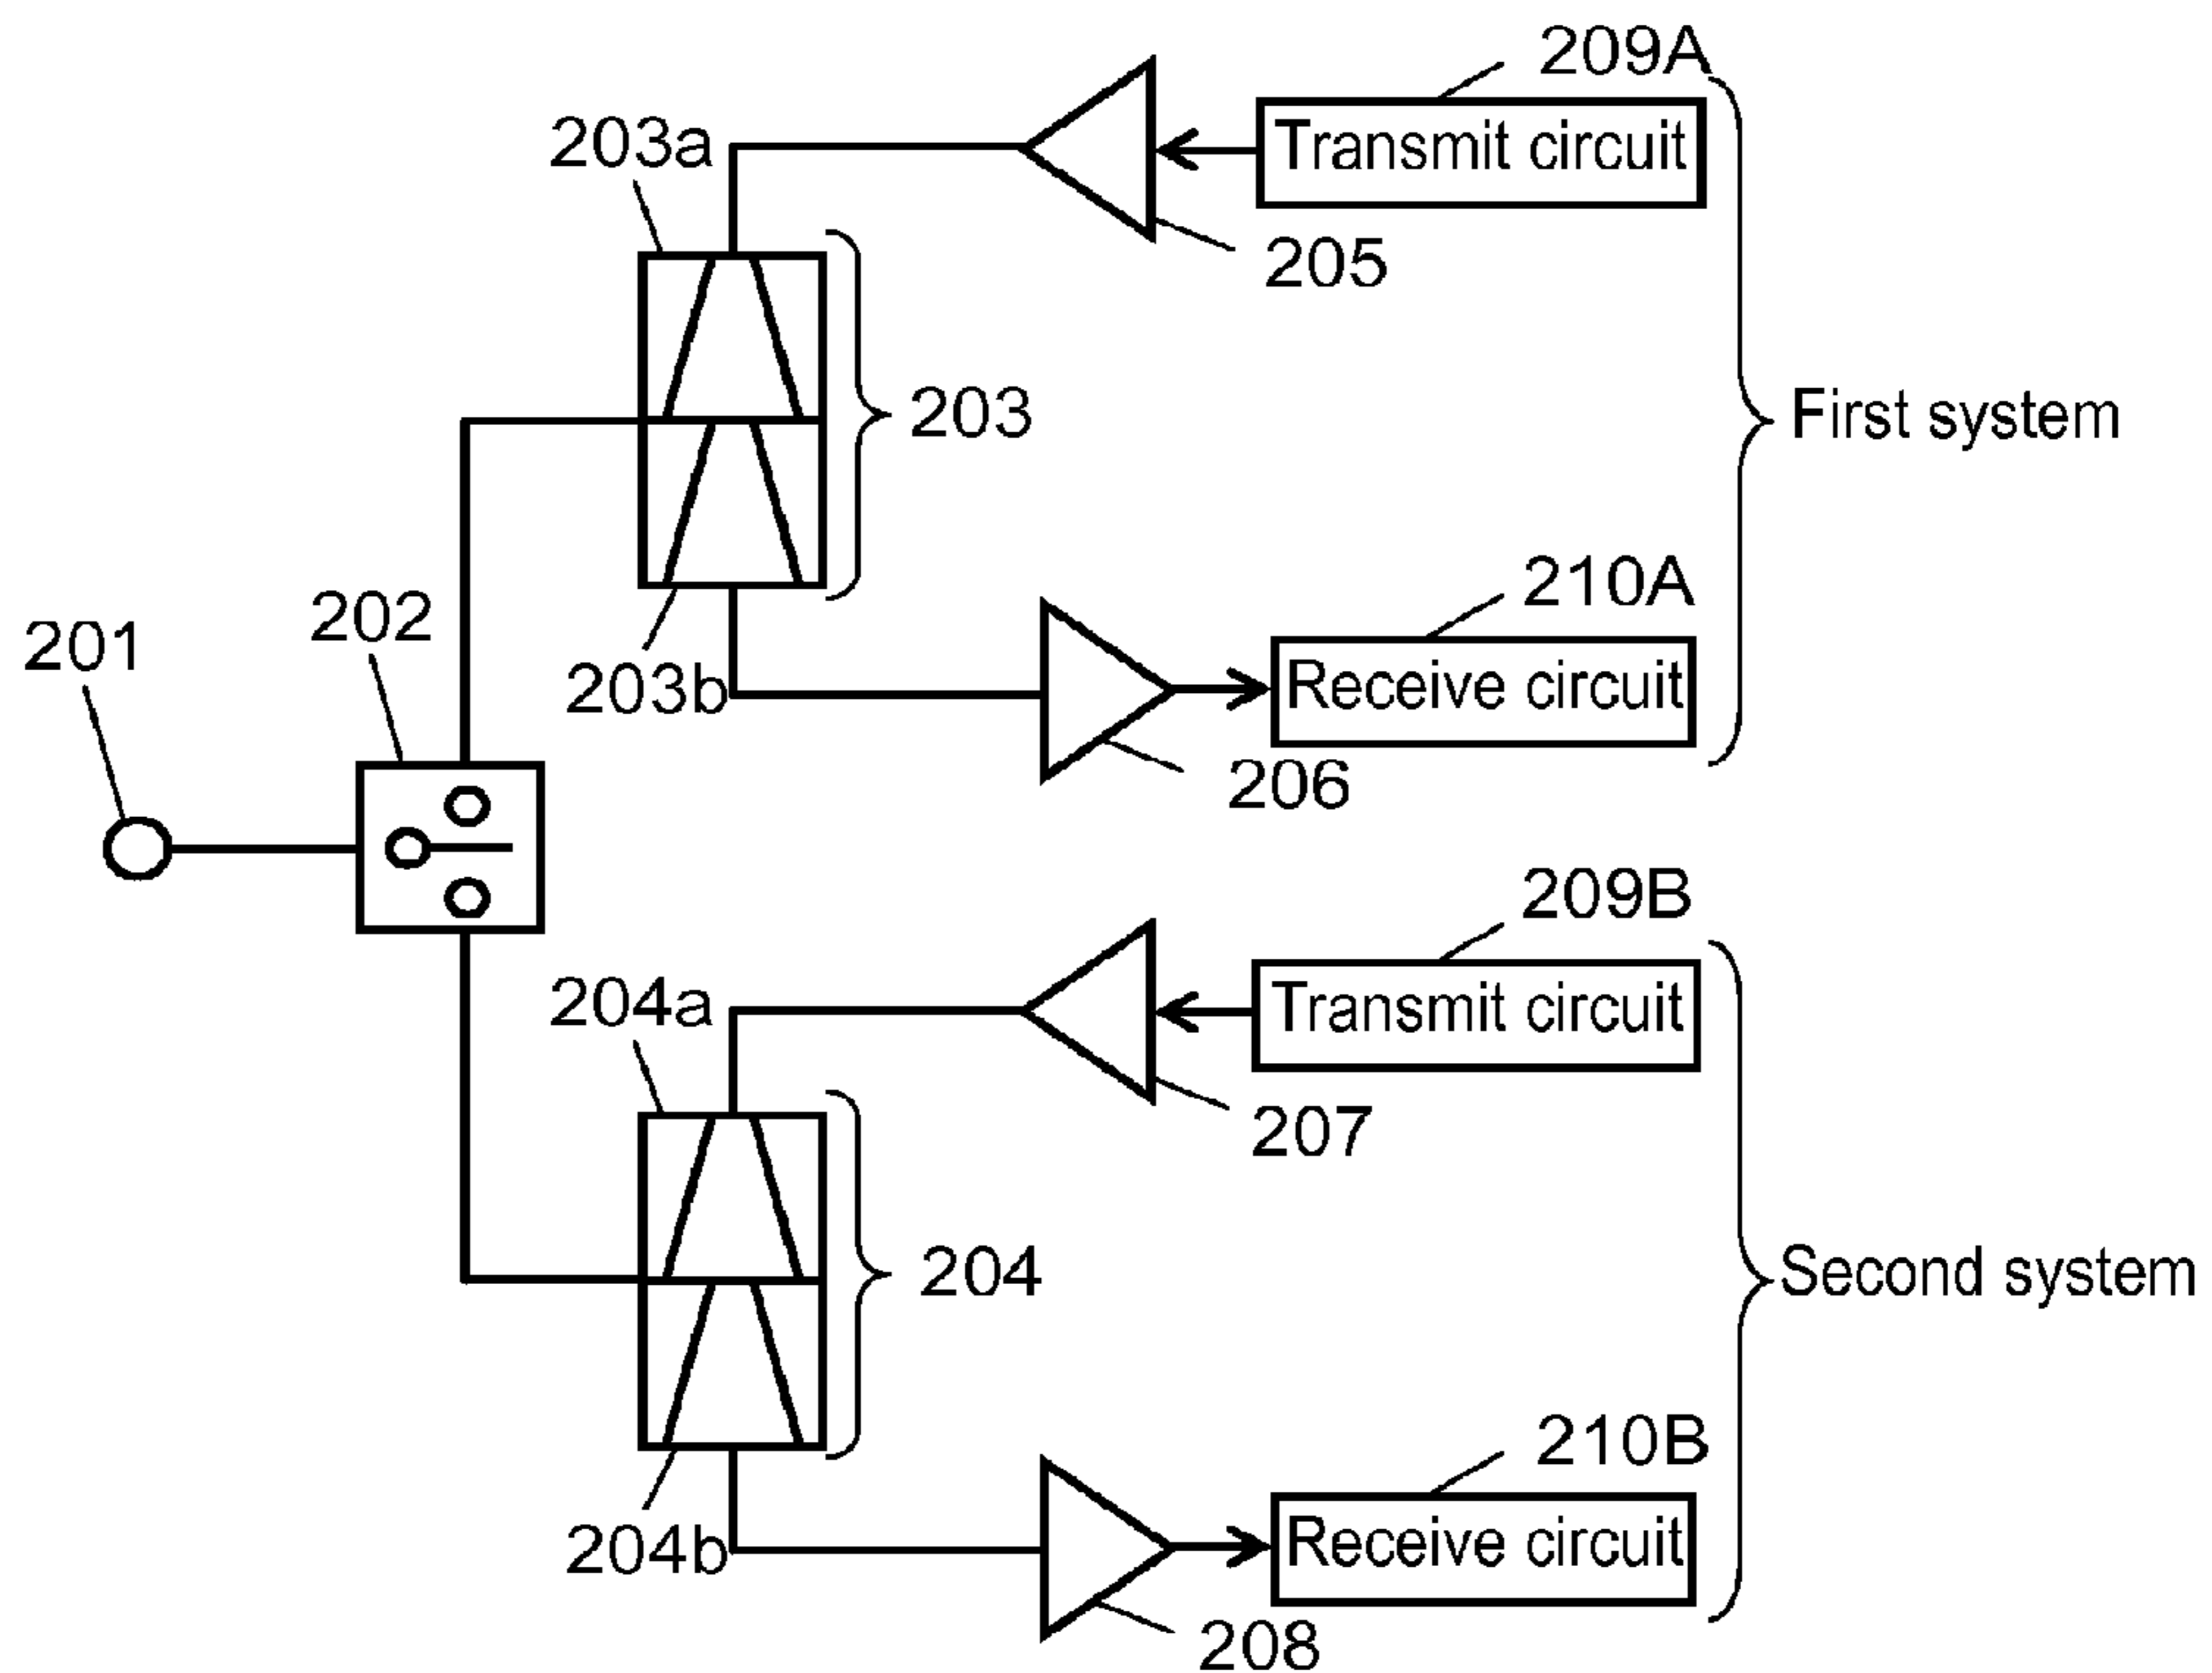 209A
Transmit circuit
203a
205
203
First system
210A
Receive circuit
202
201
203b
206
209B
Transmit circuit
204a
207
204
Second system
210B
Receive circuit
204b
208